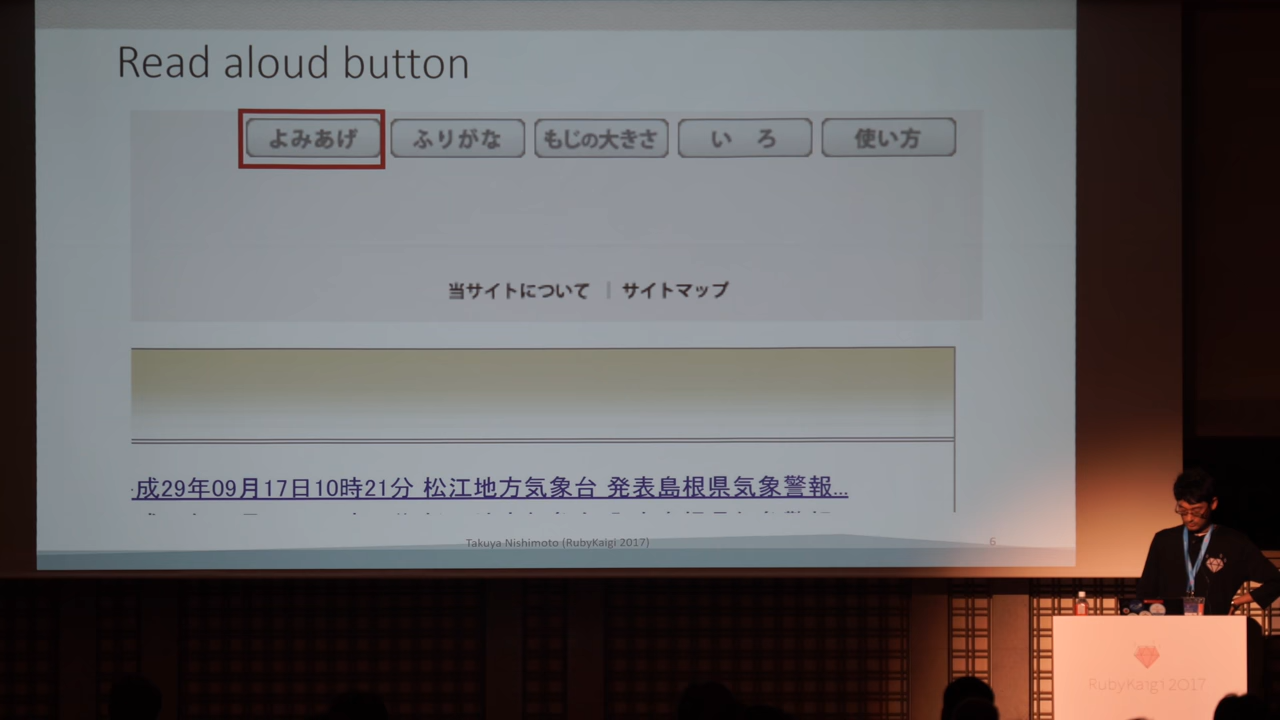 Read aloud button
よみあげ ふりがな もじの大きさ い ろ 使い方
当サイトについて | サイトマップ
成29年09月17日10時21分 松江地方気象台 発表島根県気象警報...
Takuya Nishimoto (RubyKaigi 2017) 6
RubyKaigi 2017